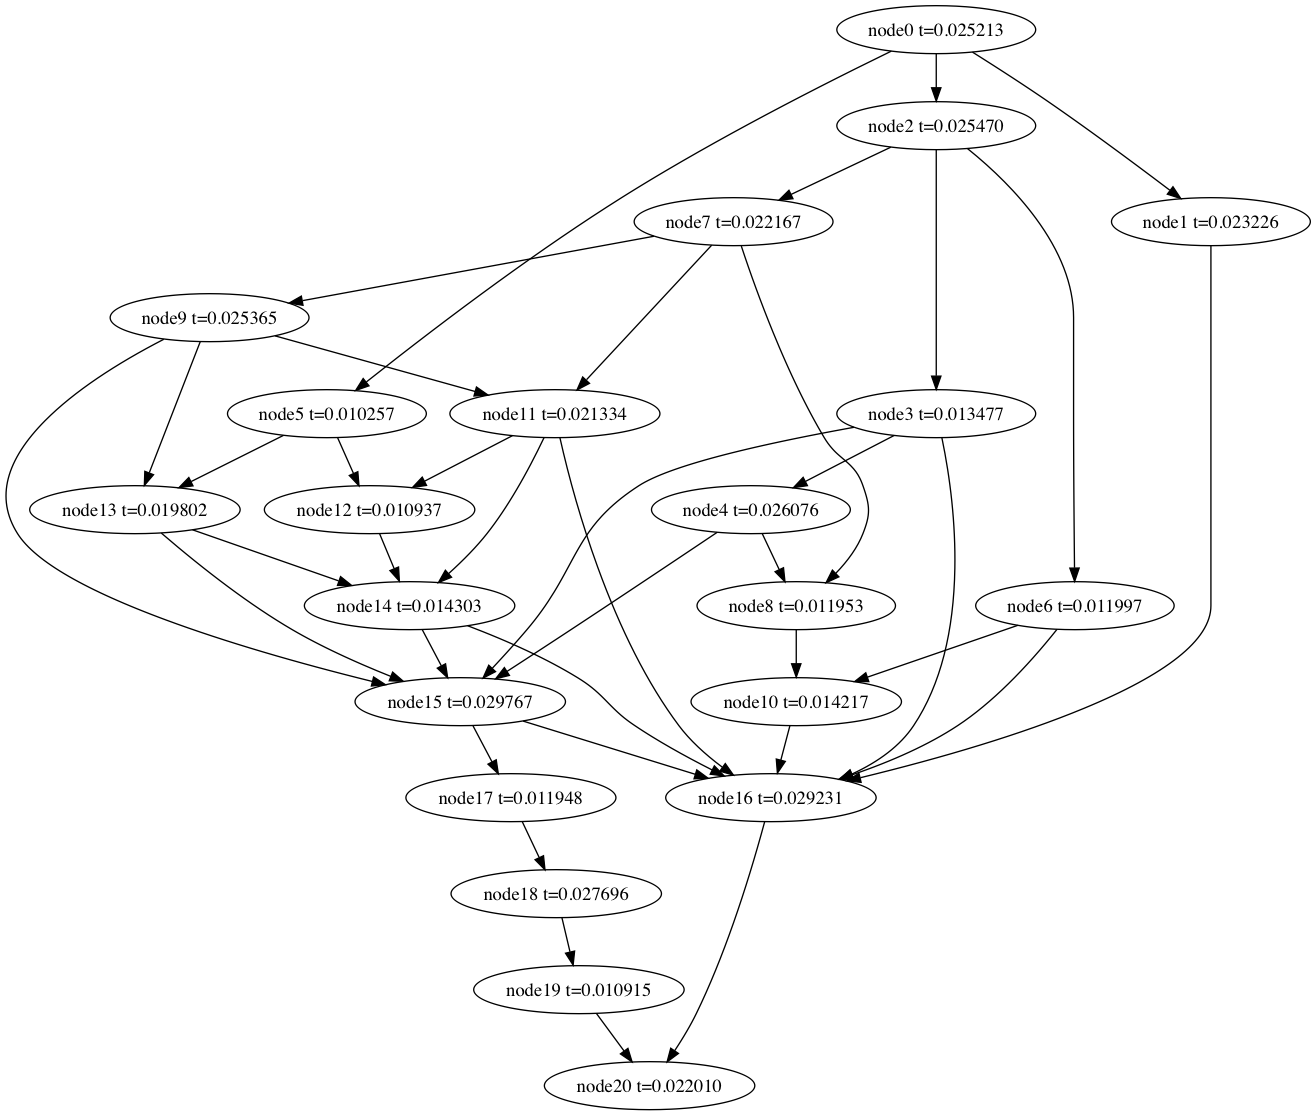 node0 t=0.025213
node2 t=0.025470
node7 t=0.022167
node1 t=0.023226
node9 t=0.025365
node5 t=0.010257
node11 t=0.021334
node3 t=0.013477
node13 t=0.019802
node12 t=0.010937
node4 t=0.026076
node14 t=0.014303
node8 t=0.011953
node6 t=0.011997
node15 t=0.029767
node10 t=0.014217
node17 t=0.011948
node16 t=0.029231
node18 t=0.027696
node19 t=0.010915
node20 t=0.022010